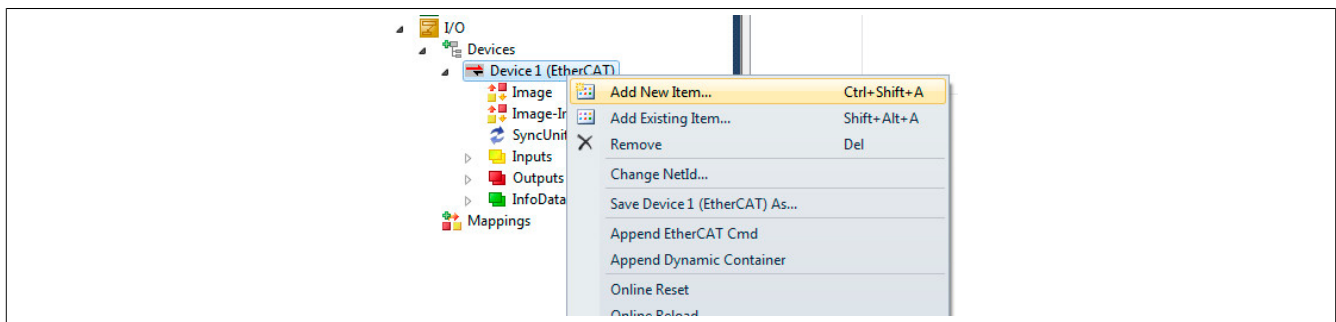 I/O
Devices
Device 1 (EtherCAT)
Image
Image-In
SyncUnit
Inputs
Outputs
InfoData
Mappings
Add New Item... Ctrl+Shift+A
Add Existing Item... Shift+Alt+A
Remove Del
Change NetId...
Save Device 1 (EtherCAT) As...
Append EtherCAT Cmd
Append Dynamic Container
Online Reset
Online Reload